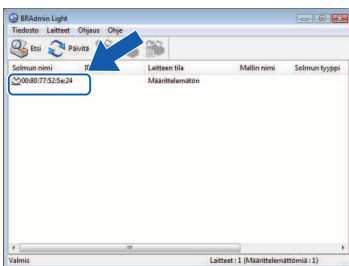 BRAdmin Light
Tiedosto Laitteet Ohjaus Ohje
Etsi Päivitä
Solmun nimi Laitteen tila Mallin nimi Solmun tyyppi
00:80:77:52:5e:24 Määrittelemätön
Valmis Laitteet : 1 (Määrittelemättömiä : 1)